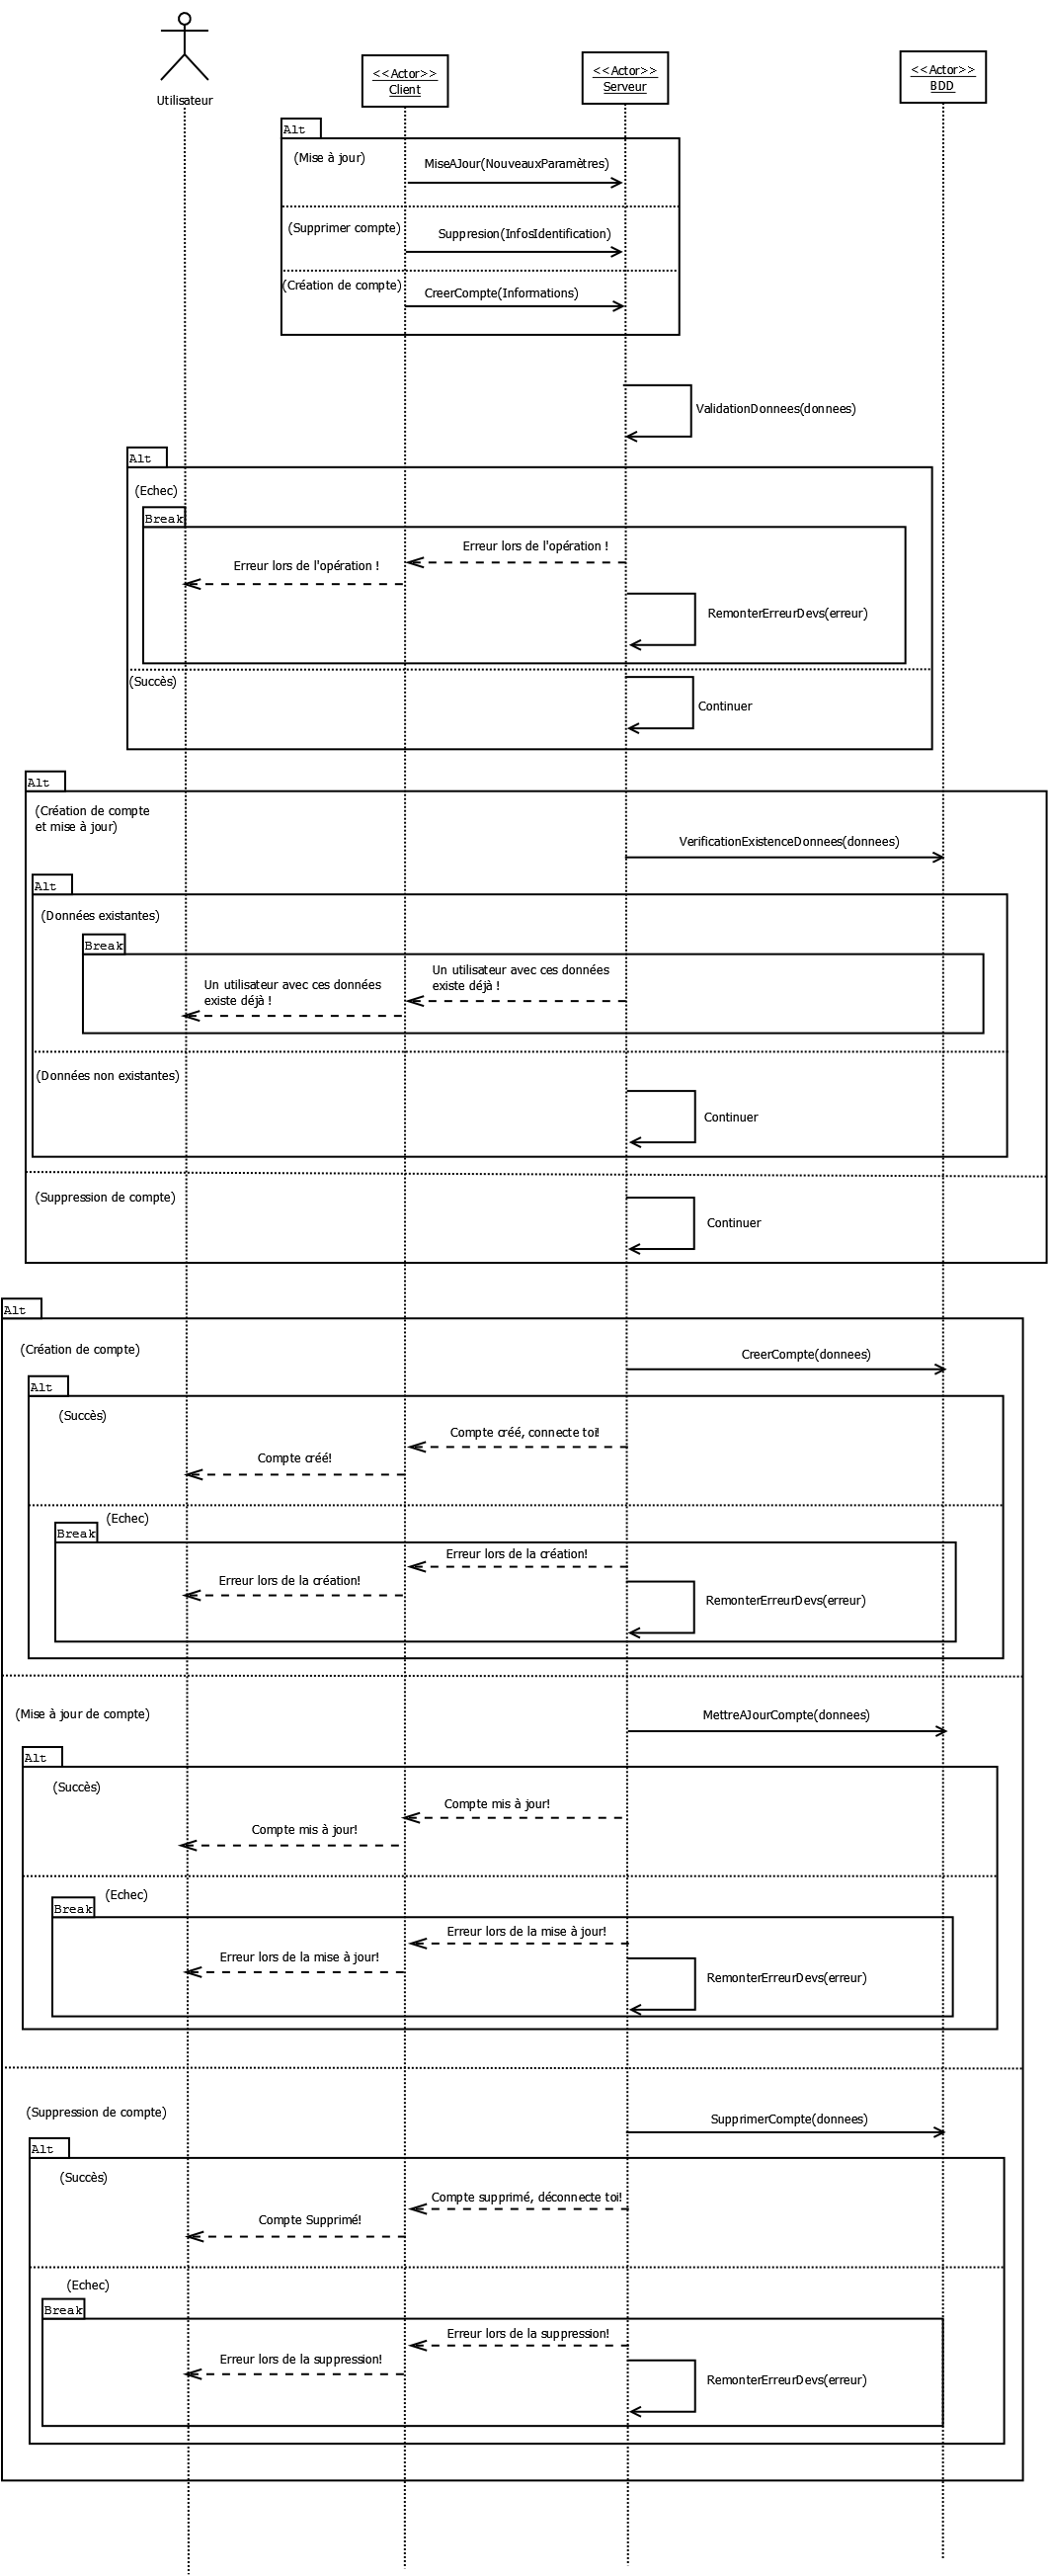 Utilisateur
<<Actor>>
Client
<<Actor>>
Serveur
<<Actor>>
BDD
Alt
(Mise à jour)
MiseAJour(NouveauxParamètres)
(Supprimer compte)
Suppresion(InfosIdentification)
(Création de compte)
CreerCompte(Informations)
ValidationDonnees(donnees)
Alt
(Echec)
Break
Erreur lors de l'opération !
Erreur lors de l'opération !
RemonterErreurDevs(erreur)
(Succès)
Continuer
Alt
(Création de compte
et mise à jour)
VerificationExistenceDonnees(donnees)
Alt
(Données existantes)
Break
Un utilisateur avec ces données
existe déjà !
Un utilisateur avec ces données
existe déjà !
(Données non existantes)
Continuer
(Suppression de compte)
Continuer
Alt
(Création de compte)
CreerCompte(donnees)
Alt
(Succès)
Compte créé, connecte toi!
Compte créé!
(Echec)
Break
Erreur lors de la création!
Erreur lors de la création!
RemonterErreurDevs(erreur)
(Mise à jour de compte)
MettreAJourCompte(donnees)
Alt
(Succès)
Compte mis à jour!
Compte mis à jour!
(Echec)
Break
Erreur lors de la mise à jour!
Erreur lors de la mise à jour!
RemonterErreurDevs(erreur)
(Suppression de compte)
SupprimerCompte(donnees)
Alt
(Succès)
Compte supprimé, déconnecte toi!
Compte Supprimé!
(Echec)
Break
Erreur lors de la suppression!
Erreur lors de la suppression!
RemonterErreurDevs(erreur)